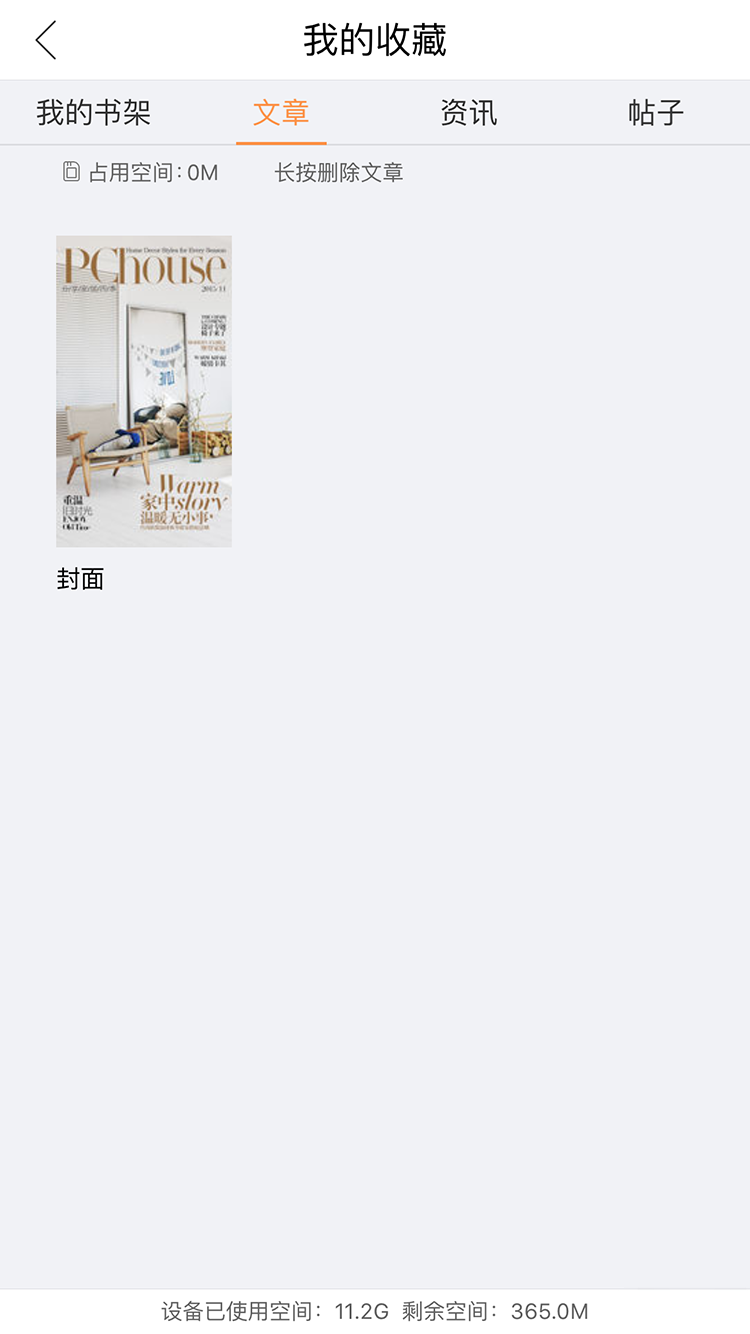 我的收藏
我的书架 文章 资讯 帖子
占用空间: 0M 长按删除文章
Home Decor Styles for Every Season
PChouse
2015/11
重温
旧时光
ENJOY
Old Time
Warm
家中story
温暖无小事
封面
设备已使用空间: 11.2G 剩余空间: 365.0M